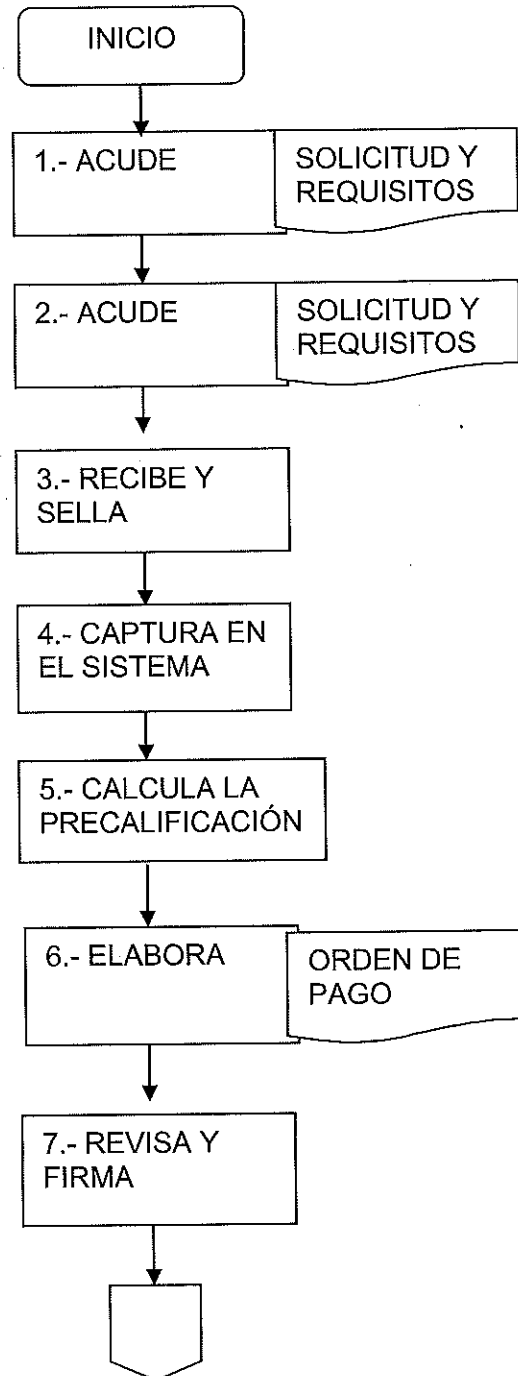 INICIO
1.- ACUDE
SOLICITUD Y
REQUISITOS
2.- ACUDE
SOLICITUD Y
REQUISITOS
3.- RECIBE Y
SELLA
4.- CAPTURA EN
EL SISTEMA
5.- CALCULA LA
PRECALIFICACIÓN
6.- ELABORA
ORDEN DE
PAGO
7.- REVISA Y
FIRMA